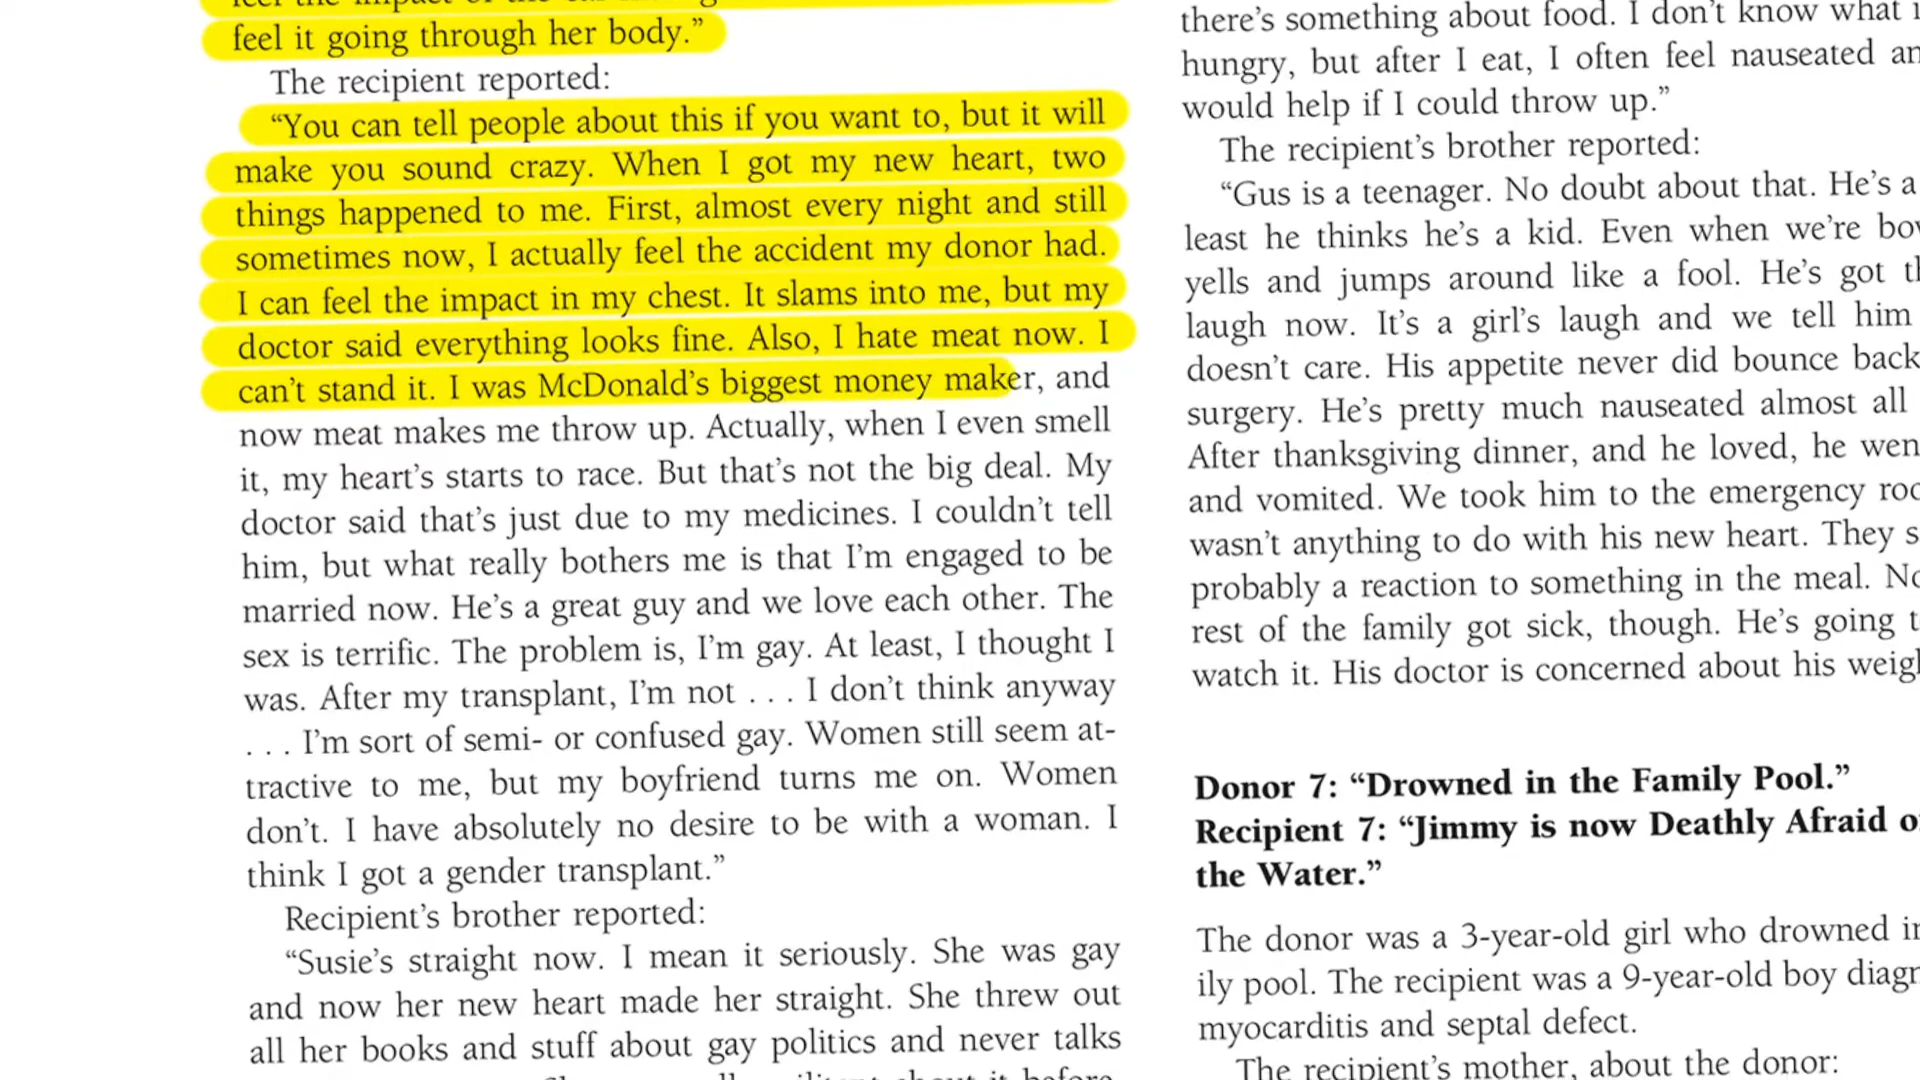 feel it going through her body.”
The recipient reported:
“You can tell people about this if you want to, but it will
make you sound crazy. When I got my new heart, two
things happened to me. First, almost every night and still
sometimes now, I actually feel the accident my donor had.
I can feel the impact in my chest. It slams into me, but my
doctor said everything looks fine. Also, I hate meat now. I
can’t stand it. I was McDonald’s biggest money maker, and
now meat makes me throw up. Actually, when I even smell
it, my heart’s starts to race. But that’s not the big deal. My
doctor said that’s just due to my medicines. I couldn’t tell
him, but what really bothers me is that I’m engaged to be
married now. He’s a great guy and we love each other. The
sex is terrific. The problem is, I’m gay. At least, I thought I
was. After my transplant, I’m not . . . I don’t think anyway
. . . I’m sort of semi- or confused gay. Women still seem at-
tractive to me, but my boyfriend turns me on. Women
don’t. I have absolutely no desire to be with a woman. I
think I got a gender transplant.”
Recipient’s brother reported:
“Susie’s straight now. I mean it seriously. She was gay
and now her new heart made her straight. She threw out
all her books and stuff about gay politics and never talks
there’s something about food. I don’t know what
hungry, but after I eat, I often feel nauseated
would help if I could throw up.”
The recipient’s brother reported:
“Gus is a teenager. No doubt about that. He’s a
least he thinks he’s a kid. Even when we’re
yells and jumps around like a fool. He’s got
laugh now. It’s a girl’s laugh and we tell him
doesn’t care. His appetite never did bounce back
surgery. He’s pretty much nauseated almost all
After thanksgiving dinner, and he loved, he
and vomited. We took him to the emergency
wasn’t anything to do with his new heart. They
probably a reaction to something in the meal.
rest of the family got sick, though. He’s going
watch it. His doctor is concerned about his
Donor 7: “Drowned in the Family Pool.”
Recipient 7: “Jimmy is now Deathly Afraid
the Water.”
The donor was a 3-year-old girl who drowned
ily pool. The recipient was a 9-year-old boy
myocarditis and septal defect.
The recipient’s mother, about the donor: